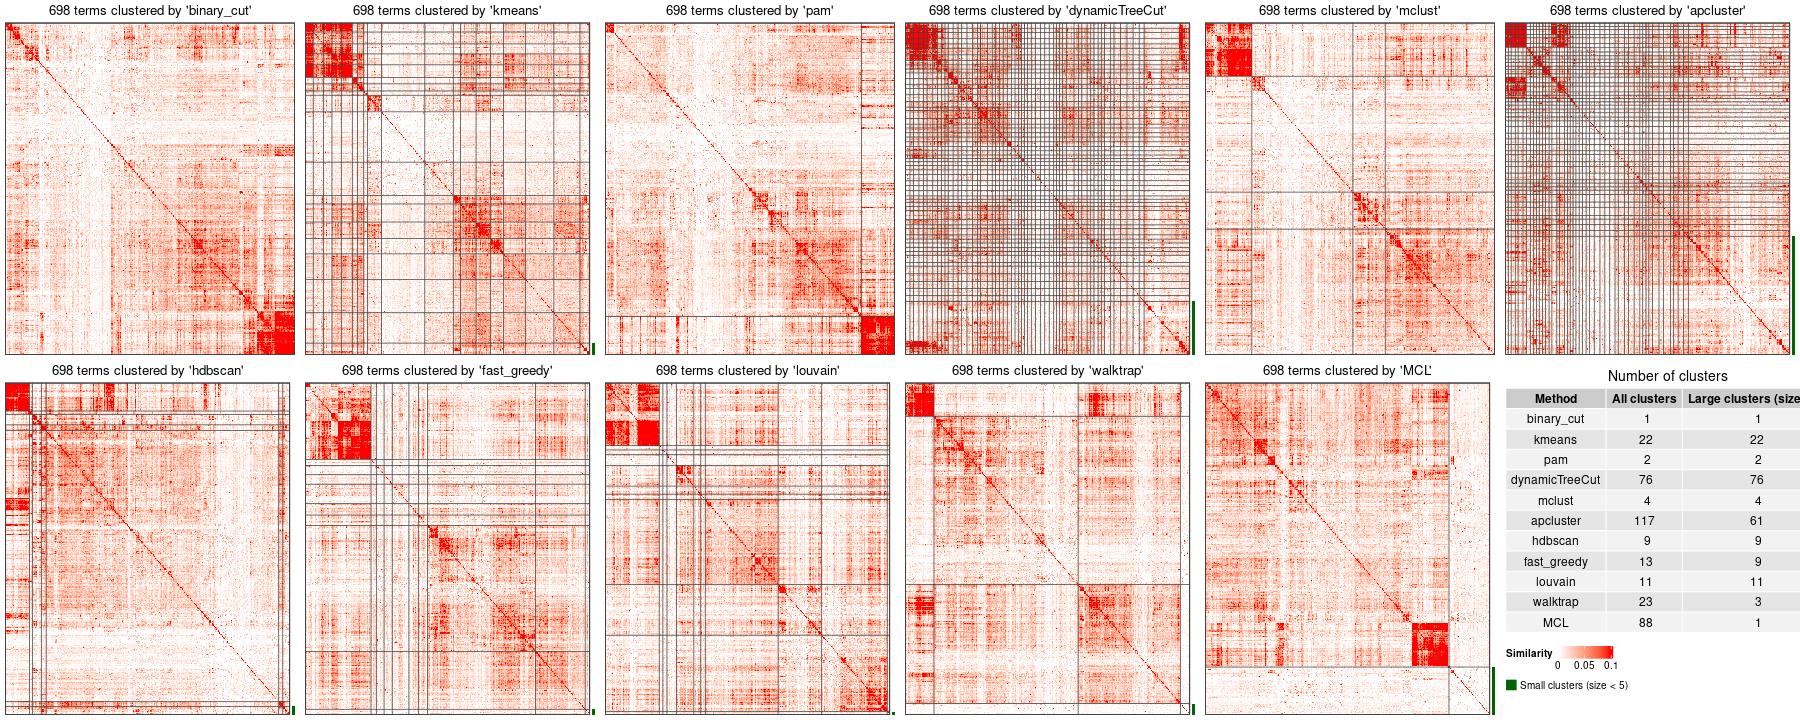 698 terms clustered by 'binary_cut'
698 terms clustered by 'kmeans'
698 terms clustered by 'pam'
698 terms clustered by 'dynamicTreeCut'
698 terms clustered by 'mclust'
698 terms clustered by 'apcluster'
698 terms clustered by 'hdbscan'
698 terms clustered by 'fast_greedy'
698 terms clustered by 'louvain'
698 terms clustered by 'walktrap'
698 terms clustered by 'MCL'
Number of clusters
Method All clusters Large clusters (size
binary_cut 1 1
kmeans 22 22
pam 2 2
dynamicTreeCut 76 76
mclust 4 4
apcluster 117 61
hdbscan 9 9
fast_greedy 13 9
louvain 11 11
walktrap 23 3
MCL 88 1
Similarity
0 0.05 0.1
Small clusters (size < 5)